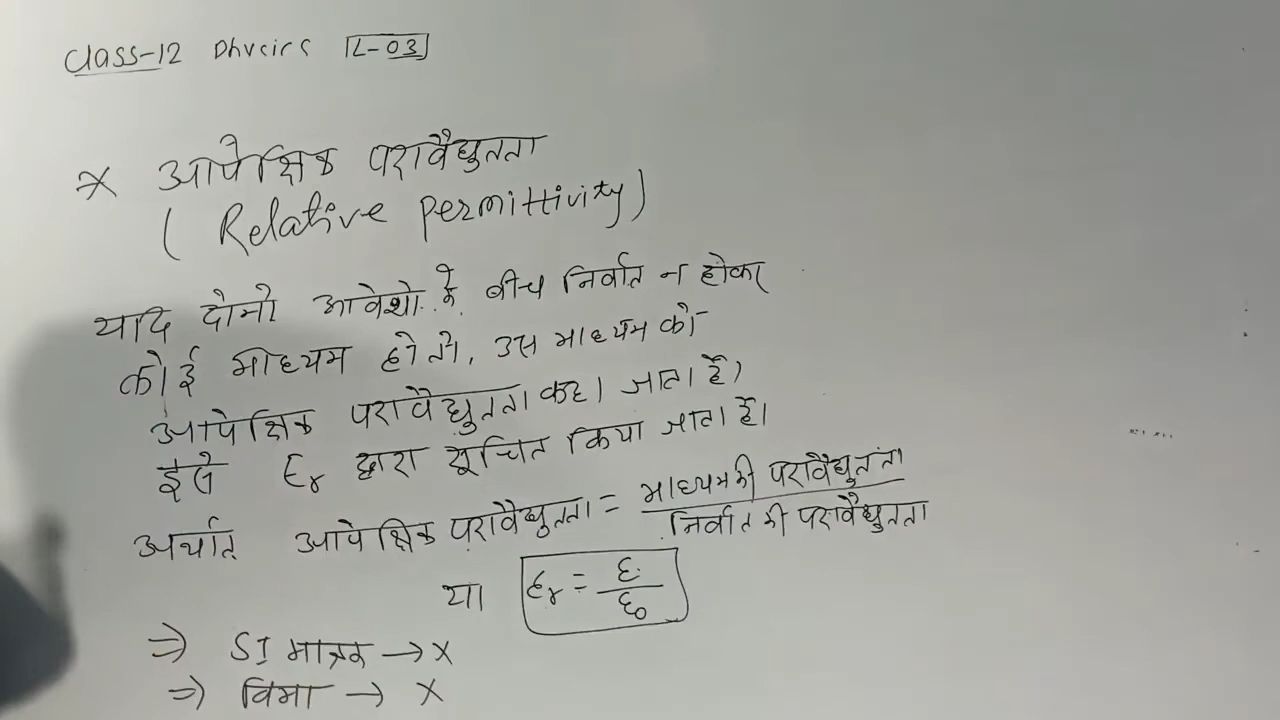 Class-12 Physics L-03
× आपेक्षिक परावैद्युतता
( Relative permittivity)
यादि दोनो आवेशो के बीच निर्वात न होकर
कोई माध्यम हो तो, उस माध्यम को
आपेक्षिक परावैद्युतता कहा जाता है।
इसे εr द्वारा सूचित किया जाता है।
अर्थात् आपेक्षिक परावैद्युतता = माध्यम की परावैद्युतता / निर्वात की परावैद्युतता
या εr = ε / ε0
⇒ SI मात्रक → ×
⇒ विमा → ×